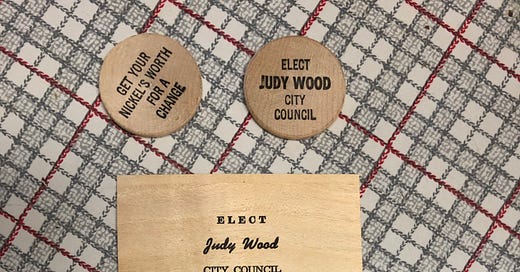 GET YOUR
NICKEL'S WORTH
FOR A
CHANGE
ELECT
JUDY WOOD
CITY
COUNCIL
ELECT
Judy Wood
CITY COUNCIL